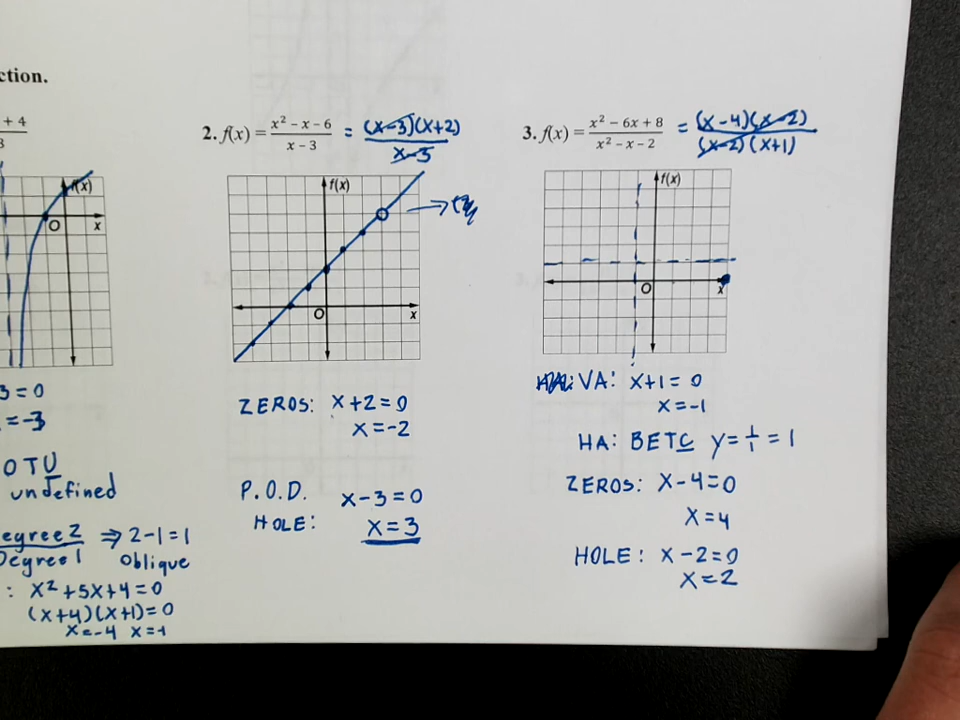 ction.
+ 4
3
f(x)
O
x
3 = 0
= -3
O T U
undefined
egree 2 ⇒ 2-1 = 1
Degree 1 oblique
: x² + 5x + 4 = 0
(x+4)(x+1) = 0
x = -4 x = -1
2. f(x) = x² - x - 6 / x - 3 = (x-3)(x+2) / x-3
f(x)
O
x
ZEROS: x+2=0
x = -2
P.O.D. x-3=0
HOLE: x=3
3. f(x) = x² - 6x + 8 / x² - x - 2 = (x-4)(x-2) / (x-2)(x+1)
f(x)
O
x
VA: x+1 = 0
x = -1
HA: BETC y = 1/1 = 1
ZEROS: x-4=0
x = 4
HOLE: x-2=0
x = 2